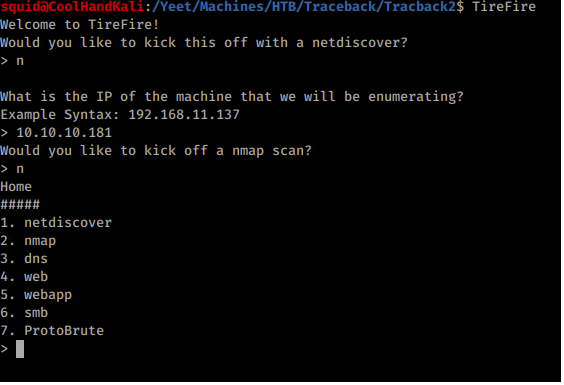 squid@CoolHandKali:/Yeet/Machines/HTB/Traceback/Tracback2$ TireFire
Welcome to TireFire!
Would you like to kick this off with a netdiscover?
> n
What is the IP of the machine that we will be enumerating?
Example Syntax: 192.168.11.137
> 10.10.10.181
Would you like to kick off a nmap scan?
> n
Home
#####
1. netdiscover
2. nmap
3. dns
4. web
5. webapp
6. smb
7. ProtoBrute
>